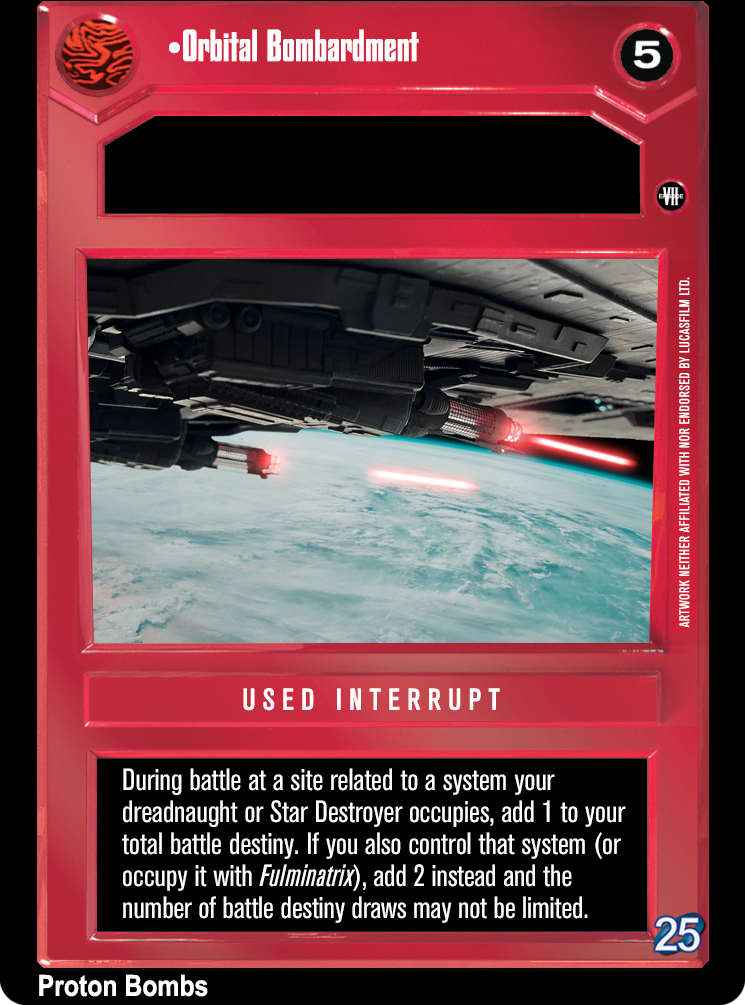 •Orbital Bombardment
5
EPISODE
VII
ARTWORK NEITHER AFFILIATED WITH NOR ENDORSED BY LUCASFILM LTD.
USED INTERRUPT
During battle at a site related to a system your
dreadnaught or Star Destroyer occupies, add 1 to your
total battle destiny. If you also control that system (or
occupy it with Fulminatrix), add 2 instead and the
number of battle destiny draws may not be limited.
25
Proton Bombs